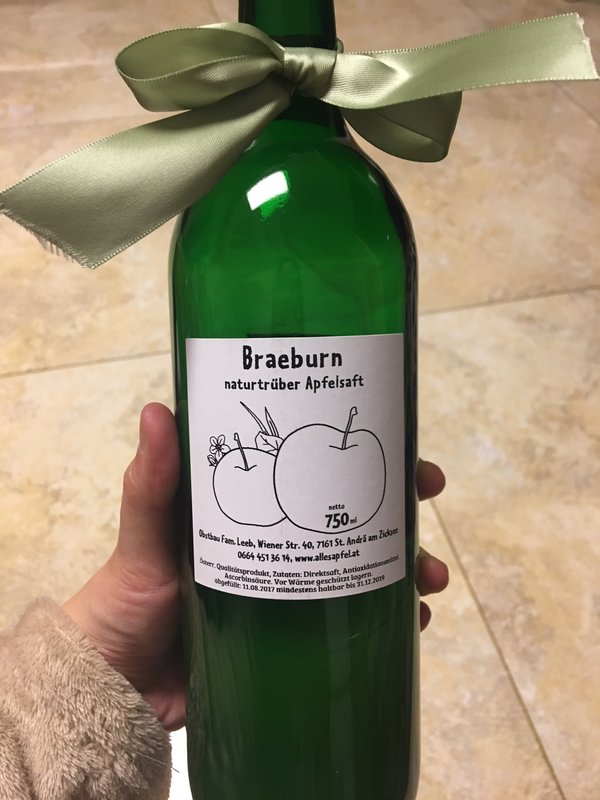 Braeburn
naturtrüber Apfelsaft
netto
750 ml
Obstbau Fam. Leeb, Wiener Str. 40, 7161 St. Andrä am Zicksee
0664 451 36 14, www.allesapfel.at
Österr. Qualitätsprodukt, Zutaten: Direktsaft, Antioxidationsmittel
Ascorbinsäure. Vor Wärme geschützt lagern.
abgefüllt: 11.08.2017 mindestens haltbar bis 31.12.2019